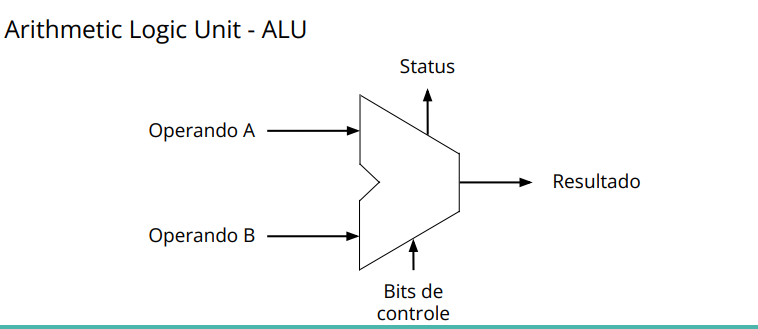 Arithmetic Logic Unit - ALU
Status
Operando A
Resultado
Operando B
Bits de
controle